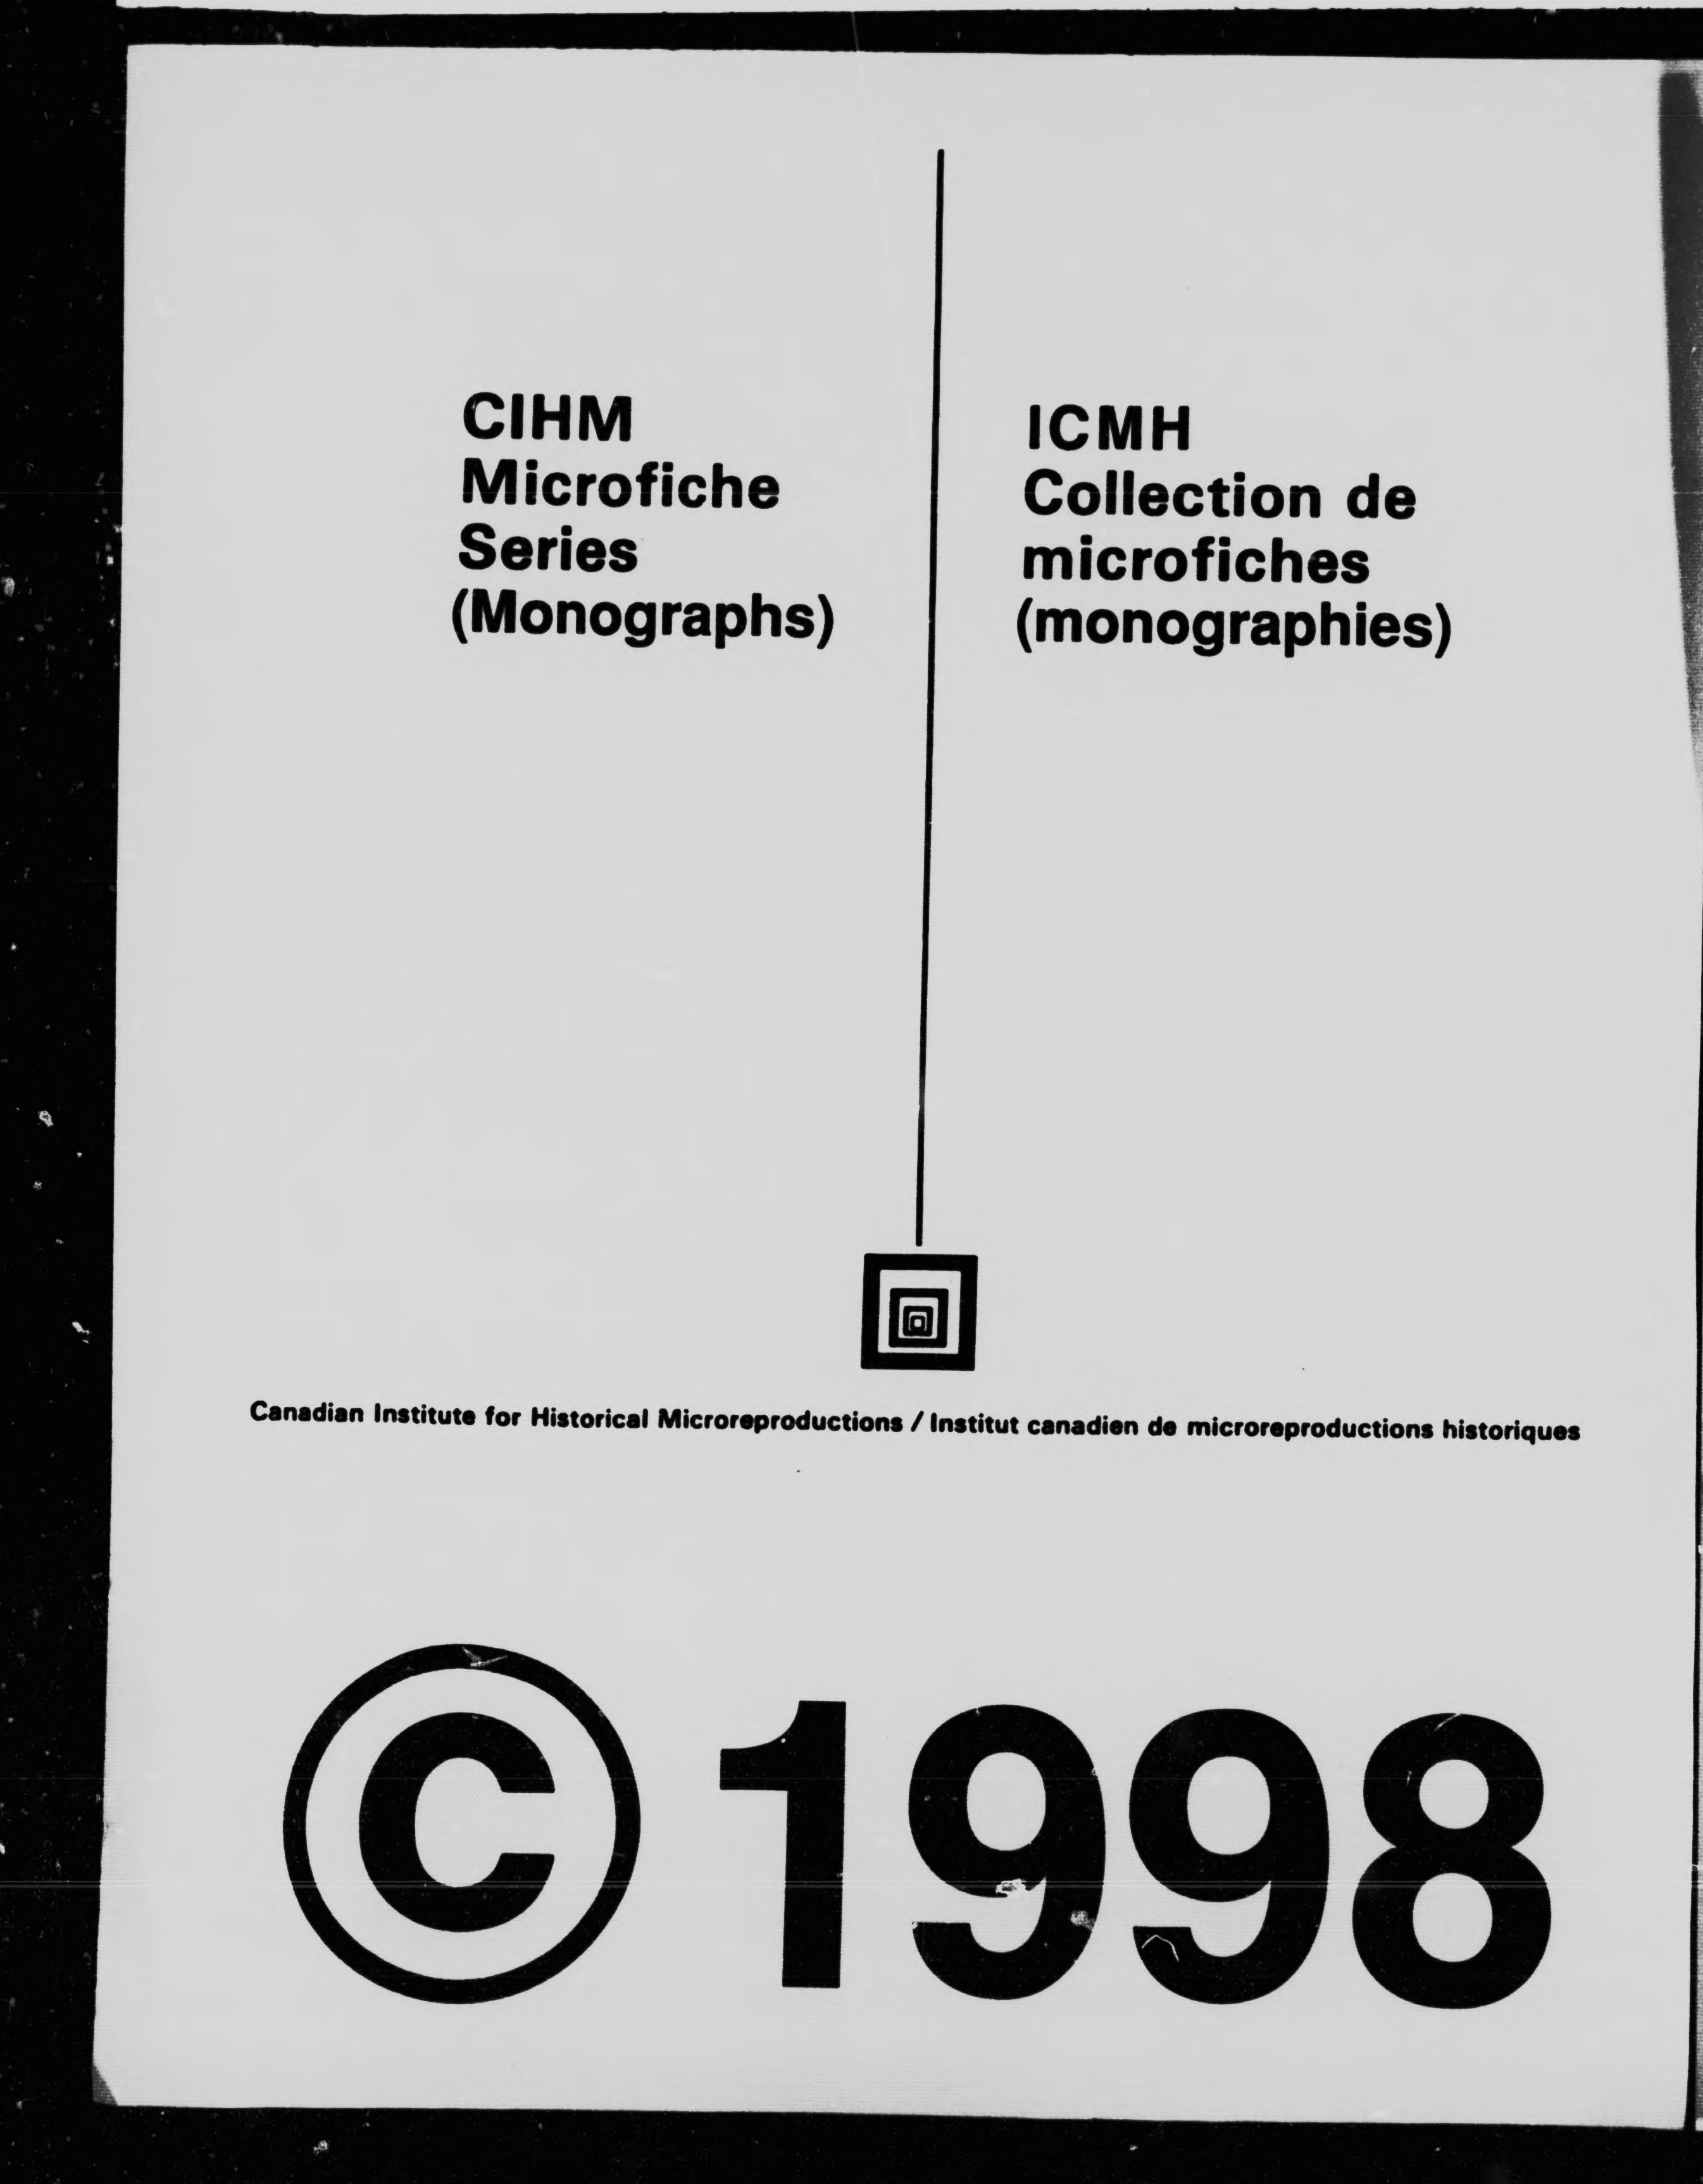 CIHM
Microfiche
Series
(Monographs)
ICMH
Collection de
microfiches
(monographies)
Canadian Institute for Historical Microreproductions / Institut canadien de microreproductions historiques
© 1998